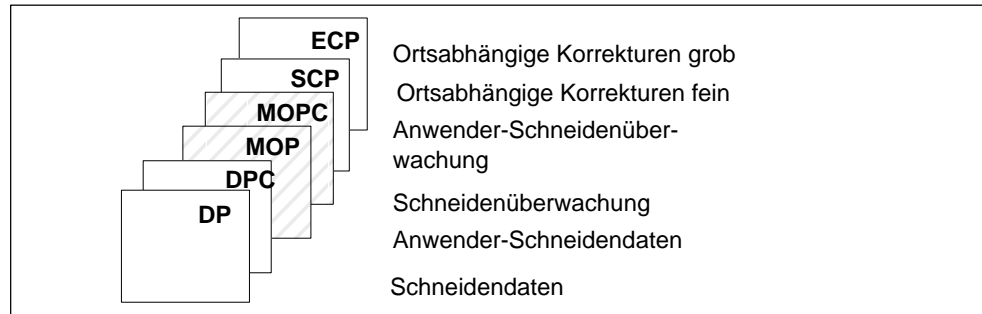 ECP
Ortsabhängige Korrekturen grob
SCP
Ortsabhängige Korrekturen fein
MOPC
Anwender-Schneidenüber-
wachung
MOP
Schneidenüberwachung
DPC
Anwender-Schneidendaten
DP
Schneidendaten